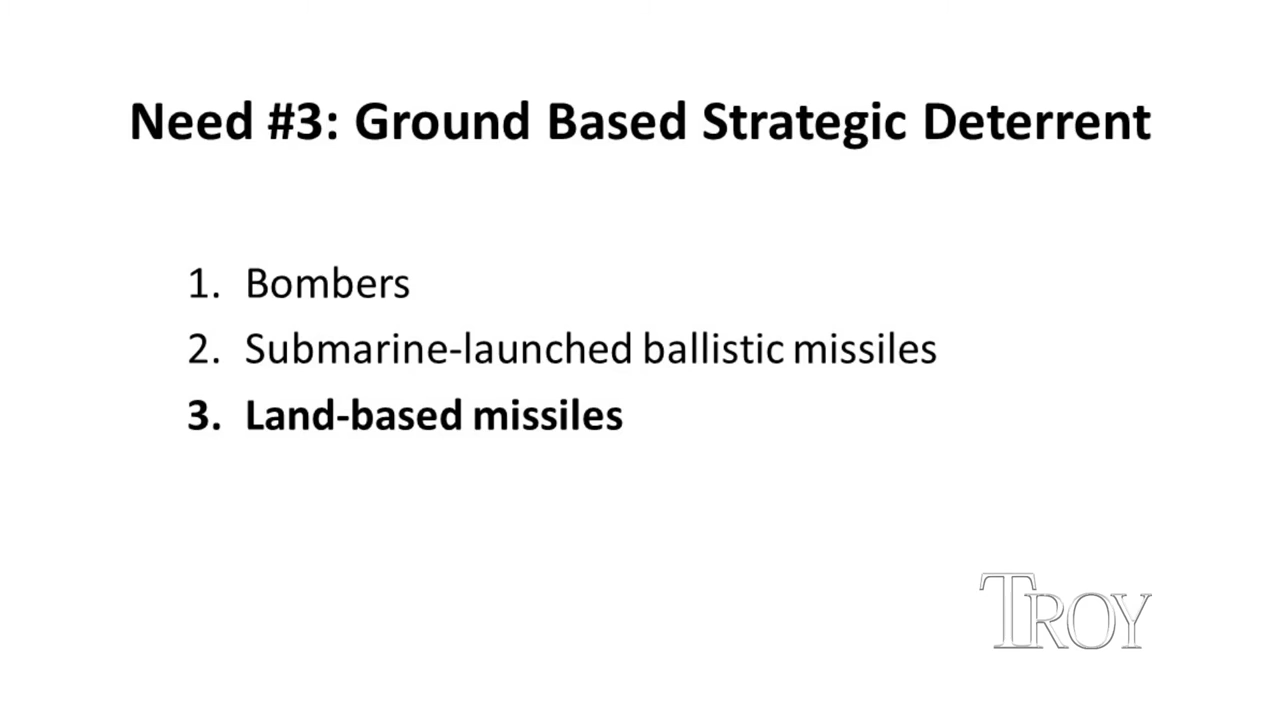 Need #3: Ground Based Strategic Deterrent
1. Bombers
2. Submarine-launched ballistic missiles
3. Land-based missiles
TROY